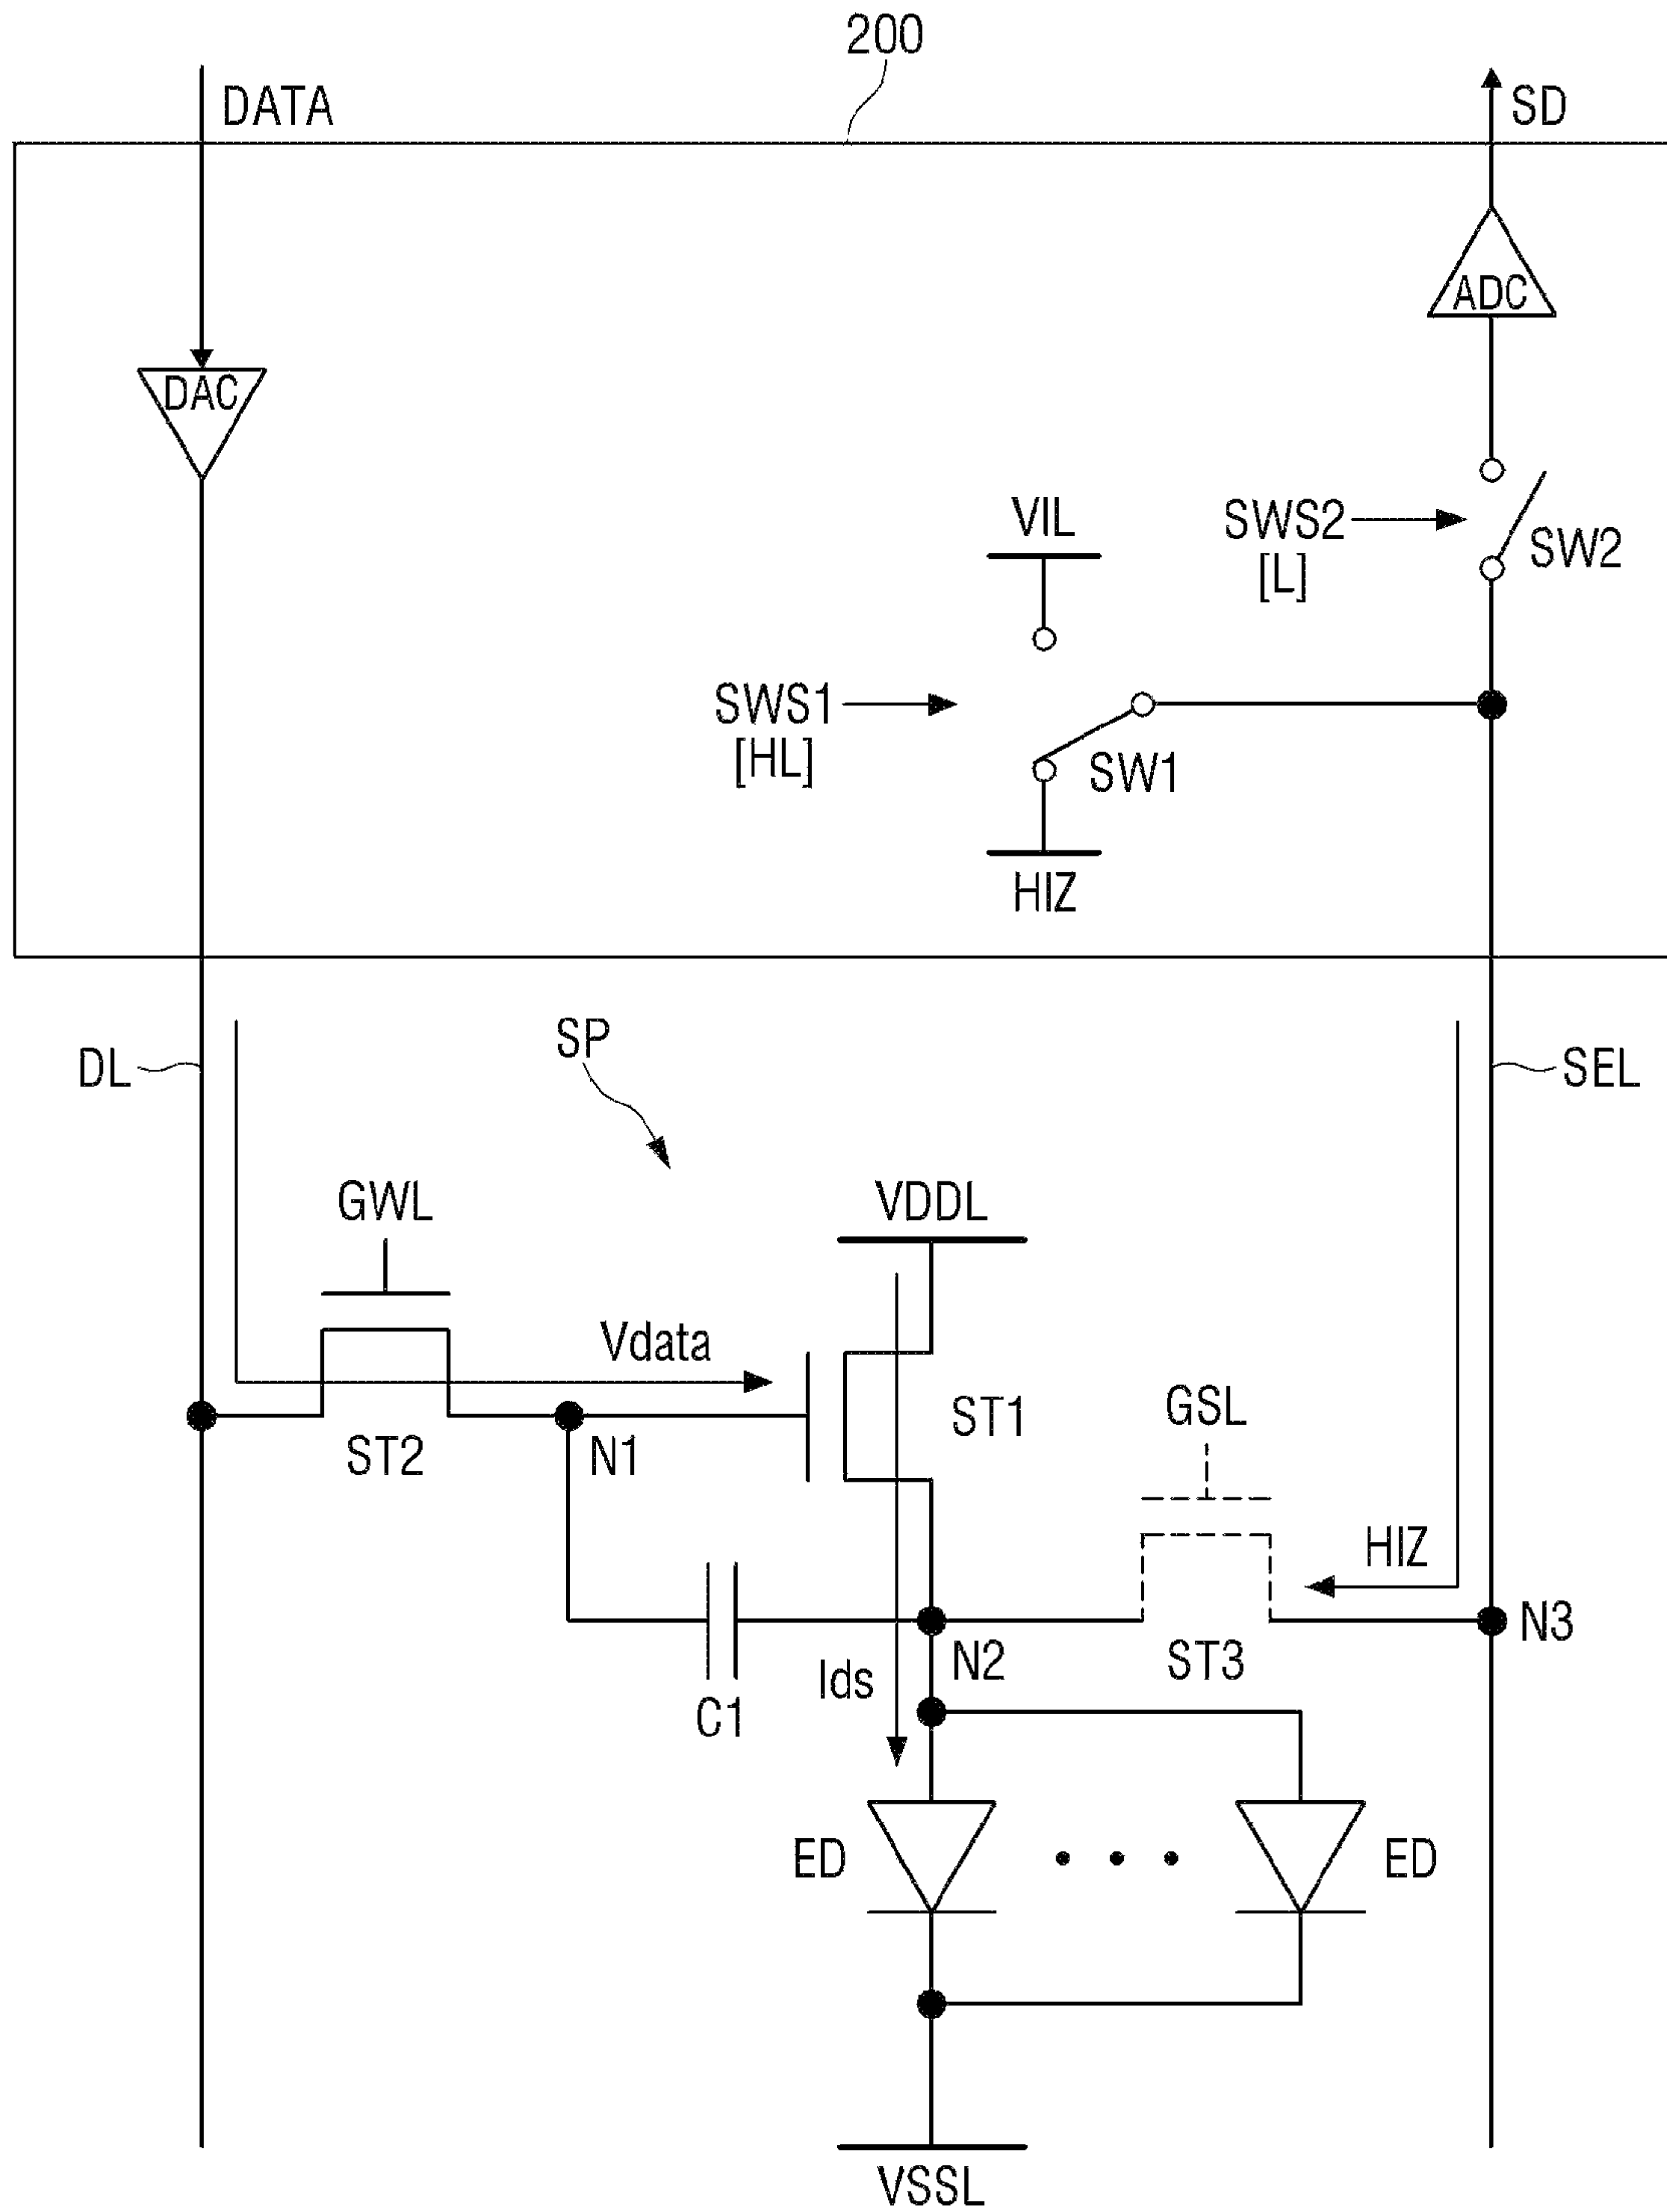 200
DATA
SD
ADC
DAC
VIL
SWS2
[L]
SW2
SWS1
[HL]
SW1
HIZ
SP
DL
SEL
GWL
VDDL
Vdata
ST1
GSL
ST2
N1
HIZ
N3
N2
ST3
Ids
C1
ED
ED
VSSL